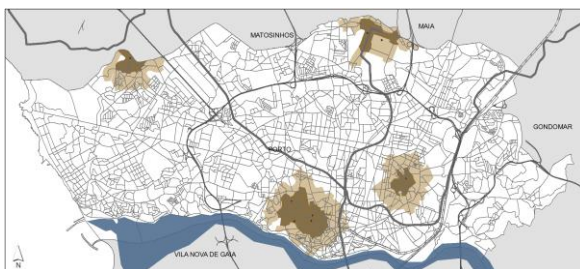 MAIA
MATOSINHOS
GONDOMAR
PORTO
VILA NOVA DE GAIA
N